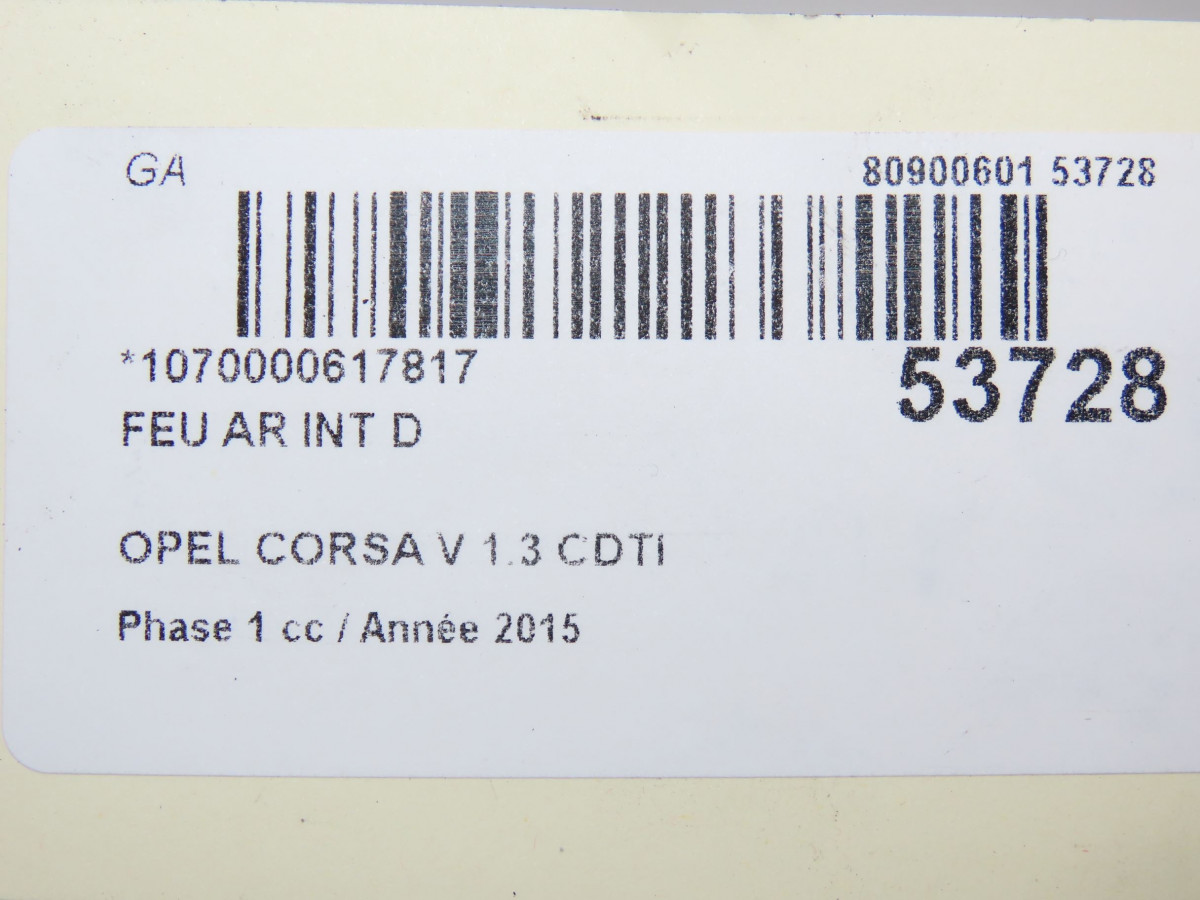 GA
80900601 53728
*1070000617817
53728
FEU AR INT D
OPEL CORSA V 1.3 CDTI
Phase 1 cc / Année 2015